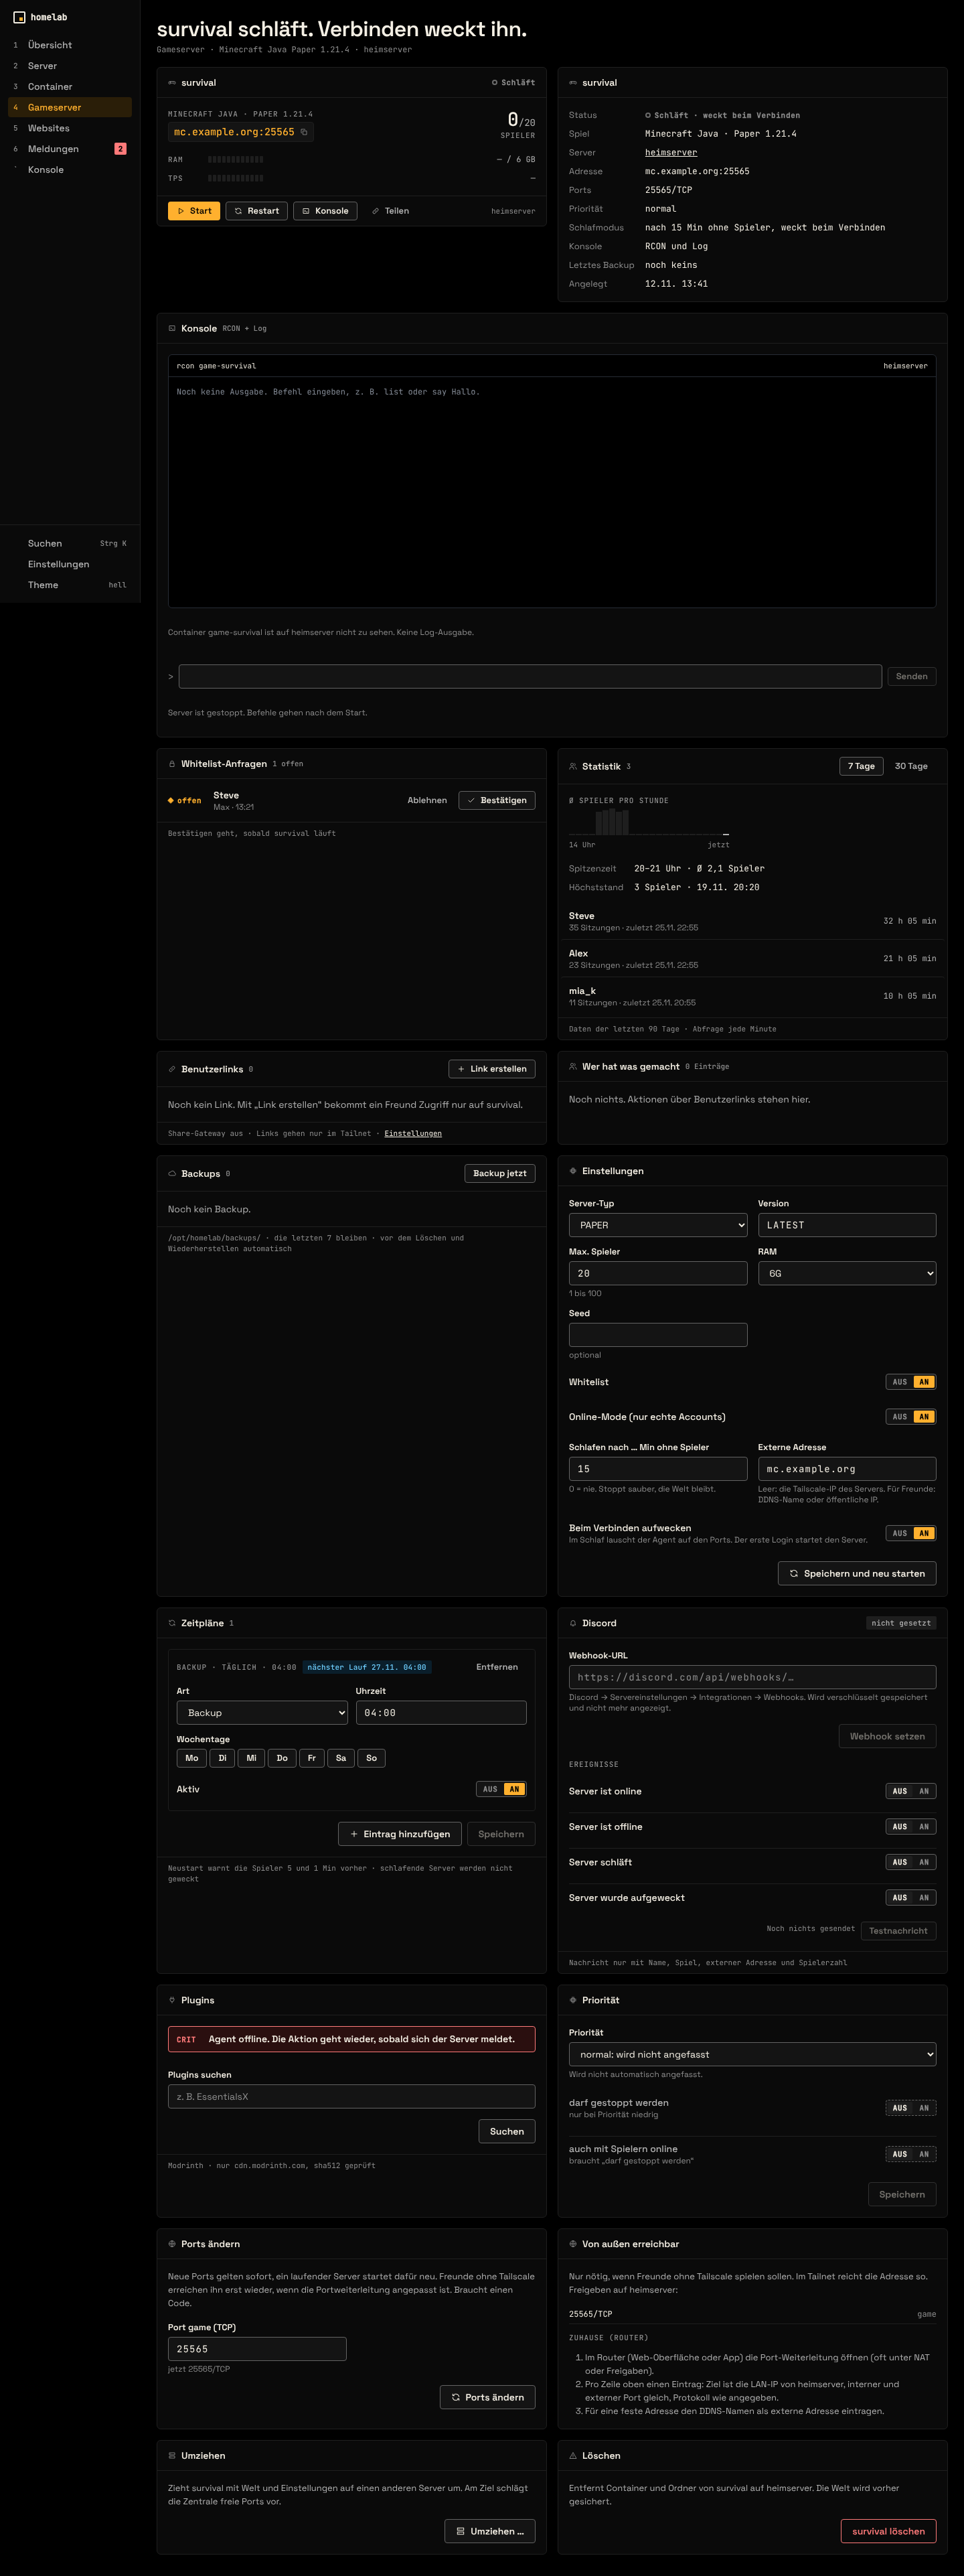 homelab
1 Übersicht
2 Server
3 Container
4 Gameserver
5 Websites
6 Meldungen 2
` Konsole
Suchen Strg K
Einstellungen
Theme hell
survival schläft. Verbinden weckt ihn.
Gameserver · Minecraft Java Paper 1.21.4 · heimserver
survival Schläft
MINECRAFT JAVA · PAPER 1.21.4
mc.example.org:25565
0/20
SPIELER
RAM — / 6 GB
TPS —
Start Restart Konsole Teilen heimserver
survival
Status Schläft · weckt beim Verbinden
Spiel Minecraft Java · Paper 1.21.4
Server heimserver
Adresse mc.example.org:25565
Ports 25565/TCP
Priorität normal
Schlafmodus nach 15 Min ohne Spieler, weckt beim Verbinden
Konsole RCON und Log
Letztes Backup noch keins
Angelegt 12.11. 13:41
Konsole RCON + Log
rcon game-survival heimserver
Noch keine Ausgabe. Befehl eingeben, z. B. list oder say Hallo.
Container game-survival ist auf heimserver nicht zu sehen. Keine Log-Ausgabe.
> Senden
Server ist gestoppt. Befehle gehen nach dem Start.
Whitelist-Anfragen 1 offen
offen Steve Ablehnen Bestätigen
Max · 13:21
Bestätigen geht, sobald survival läuft
Statistik 3 7 Tage 30 Tage
Ø SPIELER PRO STUNDE
14 Uhr jetzt
Spitzenzeit 20–21 Uhr · Ø 2,1 Spieler
Höchststand 3 Spieler · 19.11. 20:20
Steve 32 h 05 min
35 Sitzungen · zuletzt 25.11. 22:55
Alex 21 h 05 min
23 Sitzungen · zuletzt 25.11. 22:55
mia_k 10 h 05 min
11 Sitzungen · zuletzt 25.11. 20:55
Daten der letzten 90 Tage · Abfrage jede Minute
Benutzerlinks 0 Link erstellen
Noch kein Link. Mit „Link erstellen" bekommt ein Freund Zugriff nur auf survival.
Share-Gateway aus · Links gehen nur im Tailnet · Einstellungen
Wer hat was gemacht 0 Einträge
Noch nichts. Aktionen über Benutzerlinks stehen hier.
Backups 0 Backup jetzt
Noch kein Backup.
/opt/homelab/backups/ · die letzten 7 bleiben · vor dem Löschen und
Wiederherstellen automatisch
Einstellungen
Server-Typ Version
PAPER LATEST
Max. Spieler RAM
20 6G
1 bis 100
Seed
optional
Whitelist AUS AN
Online-Mode (nur echte Accounts) AUS AN
Schlafen nach … Min ohne Spieler Externe Adresse
15 mc.example.org
0 = nie. Stoppt sauber, die Welt bleibt. Leer: die Tailscale-IP des Servers. Für Freunde:
DDNS-Name oder öffentliche IP.
Beim Verbinden aufwecken AUS AN
Im Schlaf lauscht der Agent auf den Ports. Der erste Login startet den Server.
Speichern und neu starten
Zeitpläne 1
BACKUP · TÄGLICH · 04:00 nächster Lauf 27.11. 04:00 Entfernen
Art Uhrzeit
Backup 04:00
Wochentage
Mo Di Mi Do Fr Sa So
Aktiv AUS AN
Eintrag hinzufügen Speichern
Neustart warnt die Spieler 5 und 1 Min vorher · schlafende Server werden nicht
geweckt
Discord nicht gesetzt
Webhook-URL
https://discord.com/api/webhooks/…
Discord → Servereinstellungen → Integrationen → Webhooks. Wird verschlüsselt gespeichert
und nicht mehr angezeigt.
Webhook setzen
EREIGNISSE
Server ist online AUS AN
Server ist offline AUS AN
Server schläft AUS AN
Server wurde aufgeweckt AUS AN
Noch nichts gesendet Testnachricht
Nachricht nur mit Name, Spiel, externer Adresse und Spielerzahl
Plugins
CRIT Agent offline. Die Aktion geht wieder, sobald sich der Server meldet.
Plugins suchen
z. B. EssentialsX
Suchen
Modrinth · nur cdn.modrinth.com, sha512 geprüft
Priorität
Priorität
normal: wird nicht angefasst
Wird nicht automatisch angefasst.
darf gestoppt werden AUS AN
nur bei Priorität niedrig
auch mit Spielern online AUS AN
braucht „darf gestoppt werden"
Speichern
Ports ändern
Neue Ports gelten sofort, ein laufender Server startet dafür neu. Freunde ohne Tailscale
erreichen ihn erst wieder, wenn die Portweiterleitung angepasst ist. Braucht einen
Code.
Port game (TCP)
25565
jetzt 25565/TCP
Ports ändern
Von außen erreichbar
Nur nötig, wenn Freunde ohne Tailscale spielen sollen. Im Tailnet reicht die Adresse so.
Freigeben auf heimserver:
25565/TCP game
ZUHAUSE (ROUTER)
1. Im Router (Web-Oberfläche oder App) die Port-Weiterleitung öffnen (oft unter NAT
oder Freigaben).
2. Pro Zeile oben einen Eintrag: Ziel ist die LAN-IP von heimserver, interner und
externer Port gleich, Protokoll wie angegeben.
3. Für eine feste Adresse den DDNS-Namen als externe Adresse eintragen.
Umziehen
Zieht survival mit Welt und Einstellungen auf einen anderen Server um. Am Ziel schlägt
die Zentrale freie Ports vor.
Umziehen …
Löschen
Entfernt Container und Ordner von survival auf heimserver. Die Welt wird vorher
gesichert.
survival löschen